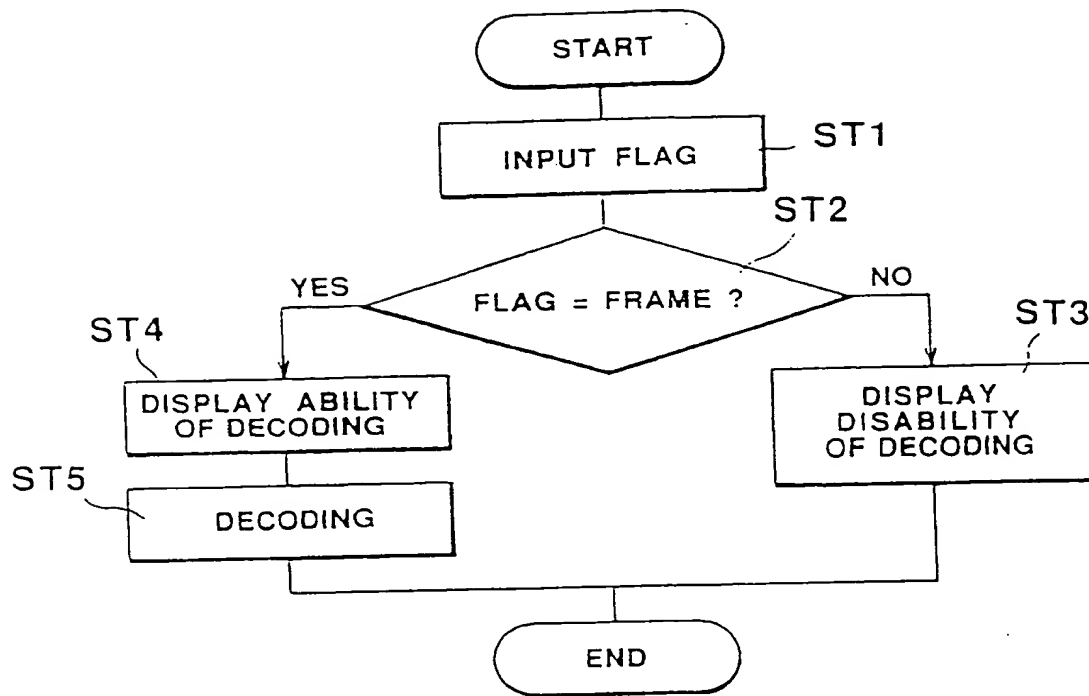 START
INPUT FLAG
ST1
ST2
FLAG = FRAME ?
YES
NO
ST4
ST3
DISPLAY ABILITY
OF DECODING
DISPLAY
DISABILITY
OF DECODING
ST5
DECODING
END